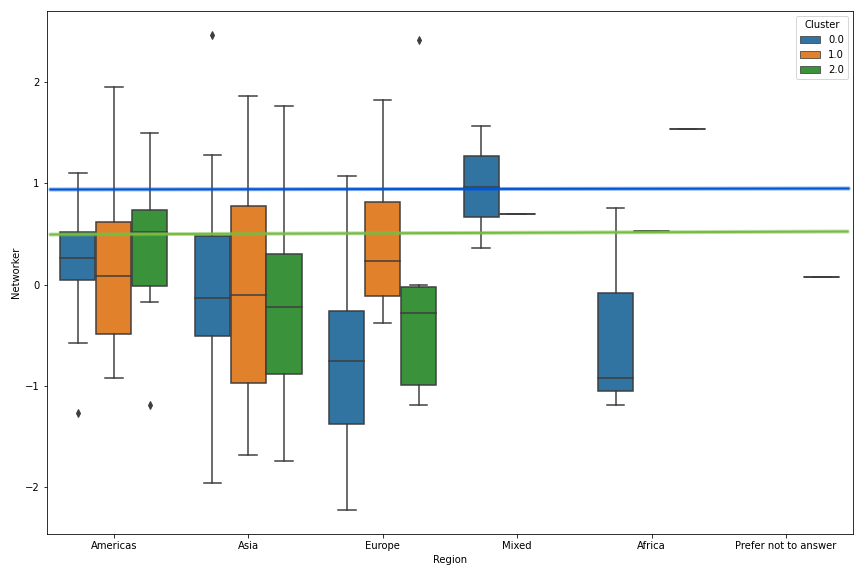 Cluster
0.0
1.0
2.0
2
1
0
−1
−2
Networker
Americas
Asia
Europe
Mixed
Africa
Prefer not to answer
Region